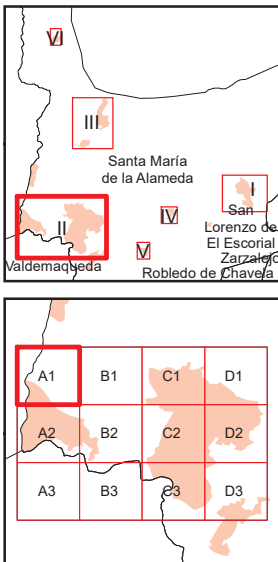 VI
III
Santa María
de la Alameda
I
II
IV
San
Lorenzo de
El Escorial
V
Zarzalejo
Valdemaqueda
Robledo de Chavela
A1 B1 C1 D1
A2 B2 C2 D2
A3 B3 C3 D3